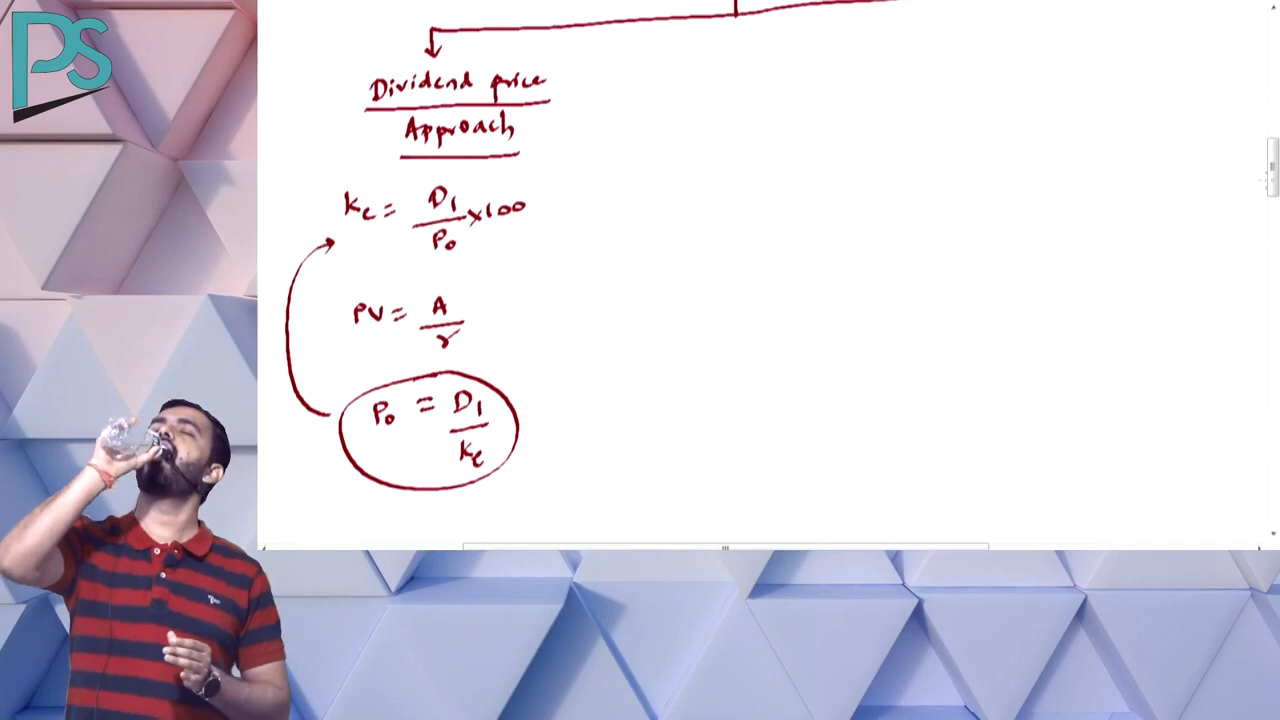 PS
Dividend price
Approach
Ke = D1/P0 ×100
PV = A/r
P0 = D1/Ke